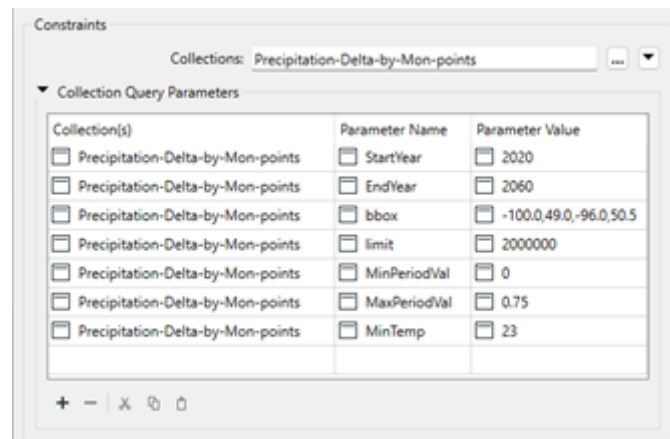 Constraints
Collections: Precipitation-Delta-by-Mon-points ...
Collection Query Parameters
Collection(s) Parameter Name Parameter Value
Precipitation-Delta-by-Mon-points StartYear 2020
Precipitation-Delta-by-Mon-points EndYear 2060
Precipitation-Delta-by-Mon-points bbox -100.0,49.0,-96.0,50.5
Precipitation-Delta-by-Mon-points limit 2000000
Precipitation-Delta-by-Mon-points MinPeriodVal 0
Precipitation-Delta-by-Mon-points MaxPeriodVal 0.75
Precipitation-Delta-by-Mon-points MinTemp 23